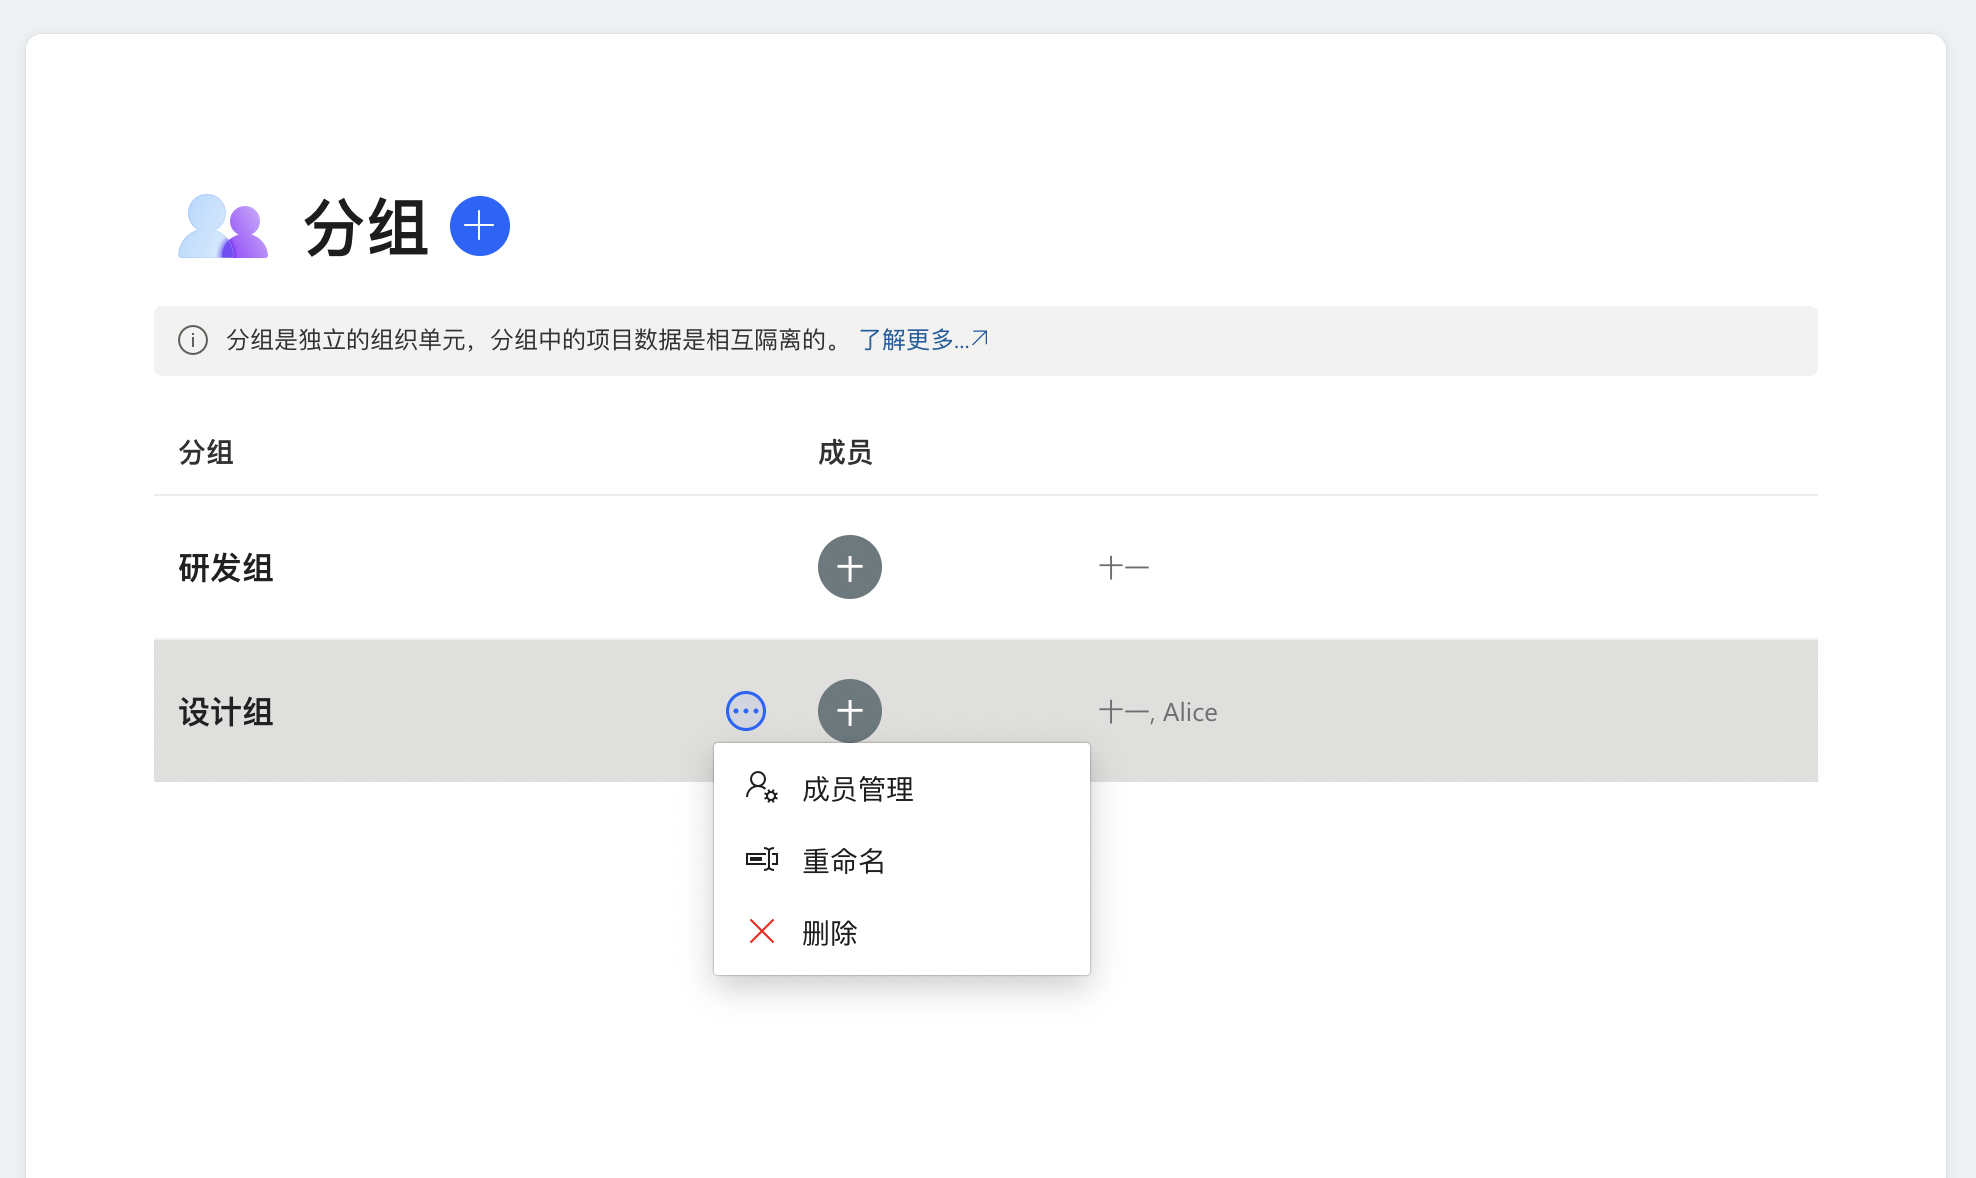 分组
分组是独立的组织单元，分组中的项目数据是相互隔离的。 了解更多...
分组 成员
研发组 十一
设计组 十一, Alice
成员管理
重命名
删除